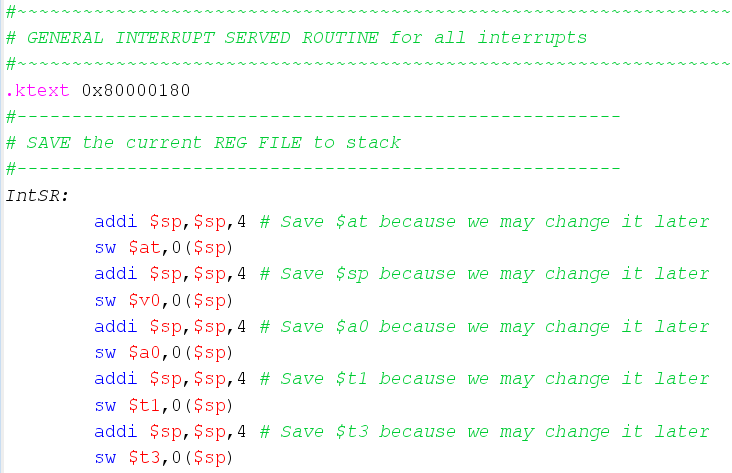 #~~~~~~~~~~~~~~~~~~~~~~~~~~~~~~~~~~~~~~~~~~~~~~~~~~~~~~~~~~~~~~~~~
# GENERAL INTERRUPT SERVED ROUTINE for all interrupts
#~~~~~~~~~~~~~~~~~~~~~~~~~~~~~~~~~~~~~~~~~~~~~~~~~~~~~~~~~~~~~~~~~
.ktext 0x80000180
#-------------------------------------------------------
# SAVE the current REG FILE to stack
#-------------------------------------------------------
IntSR:
addi $sp,$sp,4 # Save $at because we may change it later
sw $at,0($sp)
addi $sp,$sp,4 # Save $sp because we may change it later
sw $v0,0($sp)
addi $sp,$sp,4 # Save $a0 because we may change it later
sw $a0,0($sp)
addi $sp,$sp,4 # Save $t1 because we may change it later
sw $t1,0($sp)
addi $sp,$sp,4 # Save $t3 because we may change it later
sw $t3,0($sp)